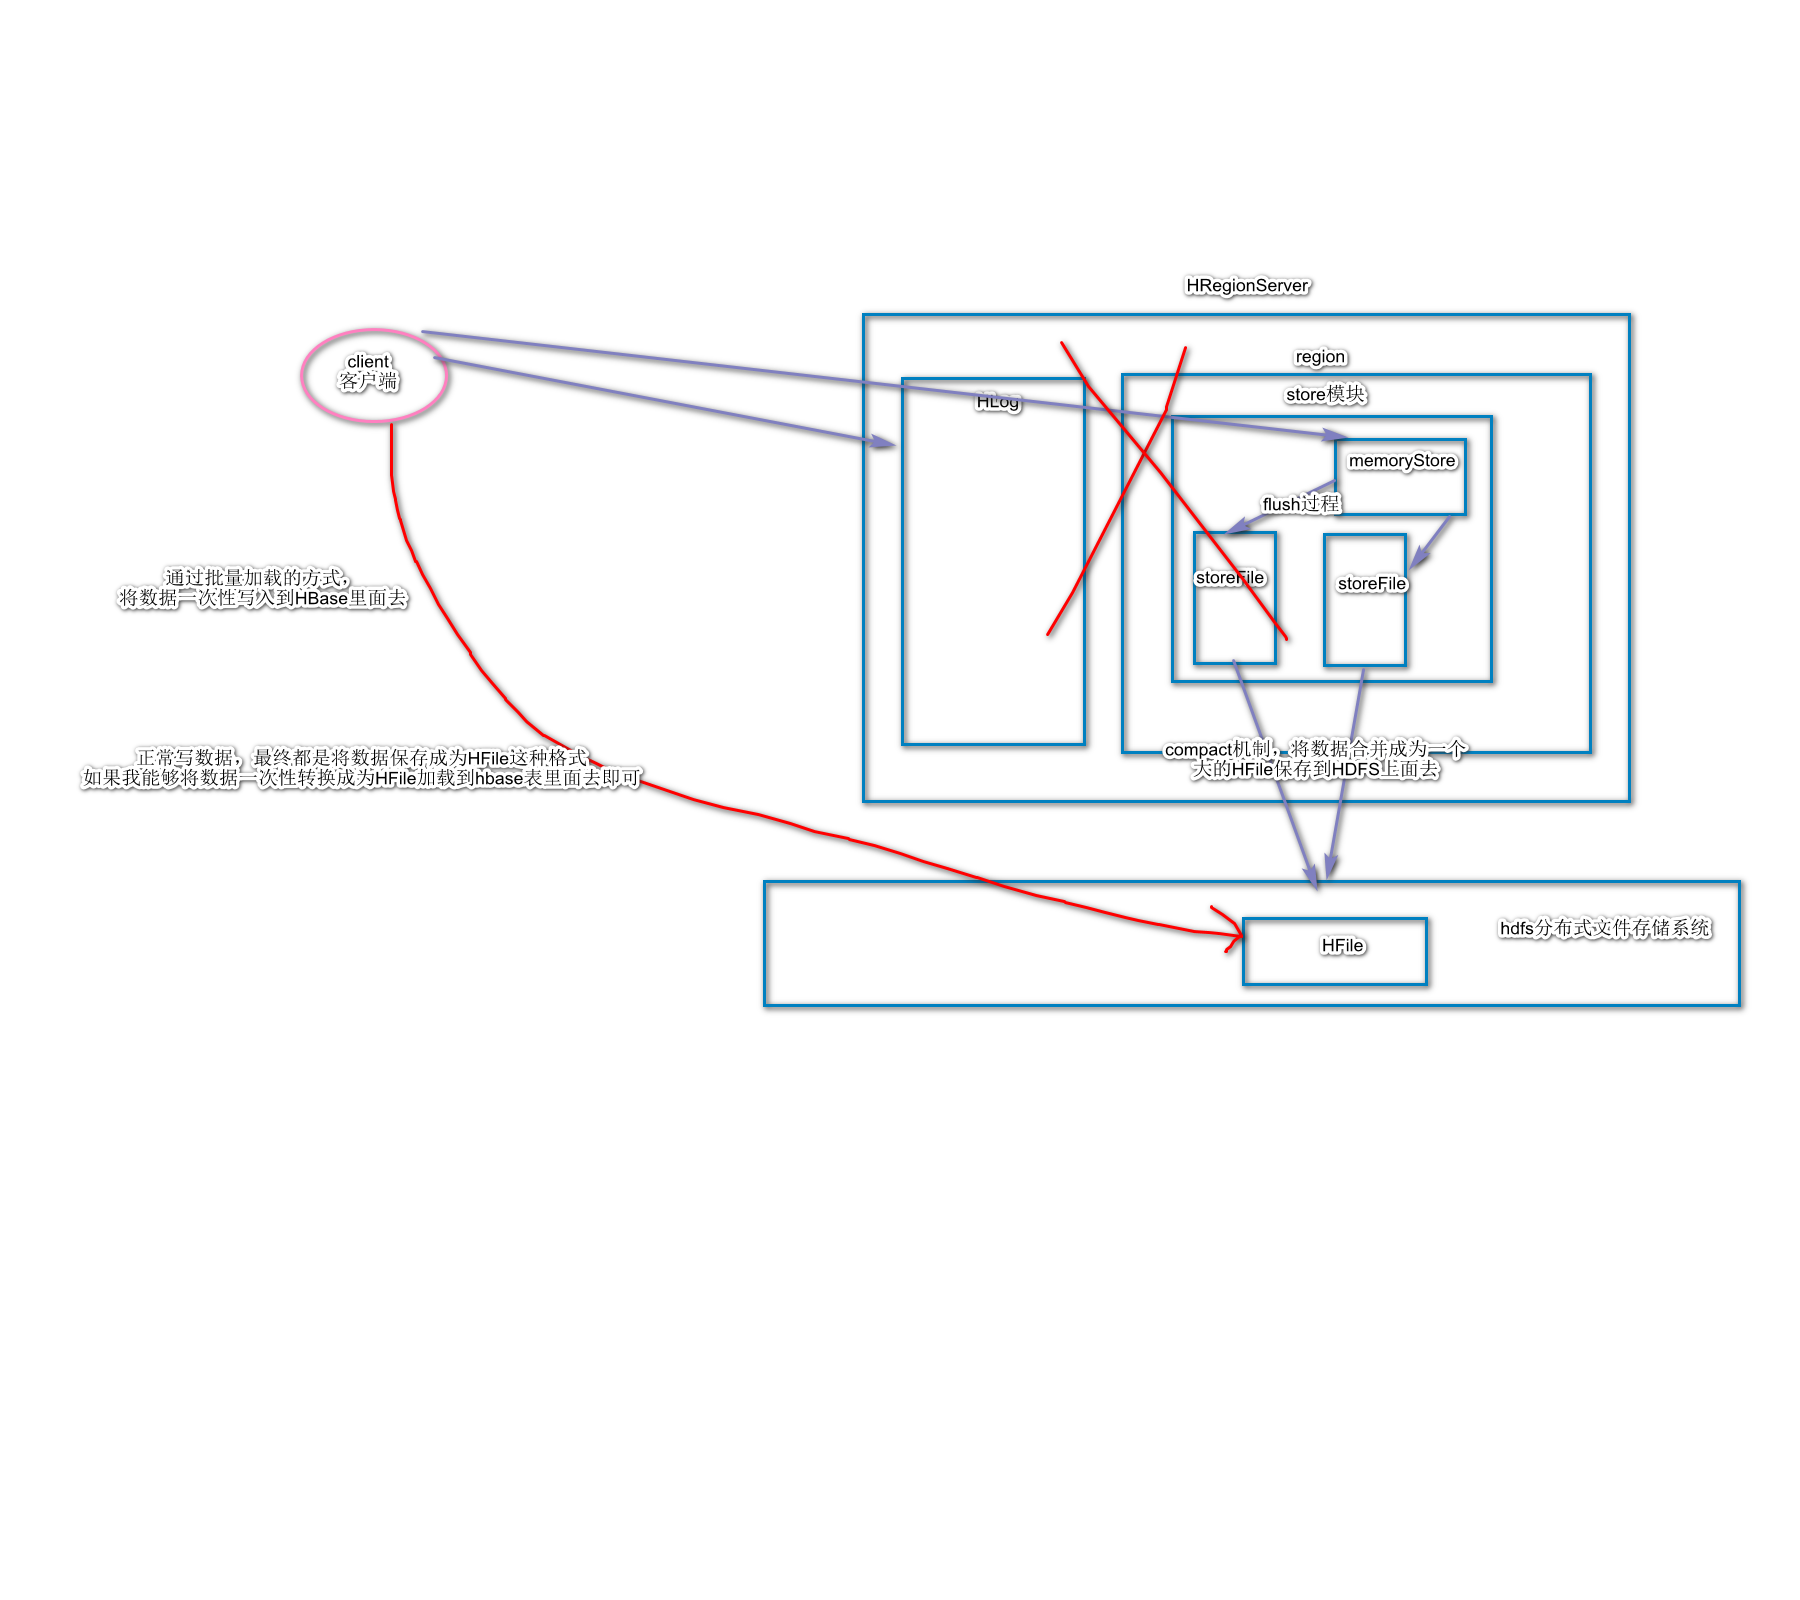 HRegionServer
client
客户端
region
store模块
HLog
memoryStore
flush过程
storeFile
storeFile
通过批量加载的方式，
将数据一次性写入到HBase里面去
正常写数据，最终都是将数据保存成为HFile这种格式
如果我能够将数据一次性转换成为HFile加载到hbase表里面去即可
compact机制，将数据合并成为一个
大的HFile保存到HDFS上面去
hdfs分布式文件存储系统
HFile